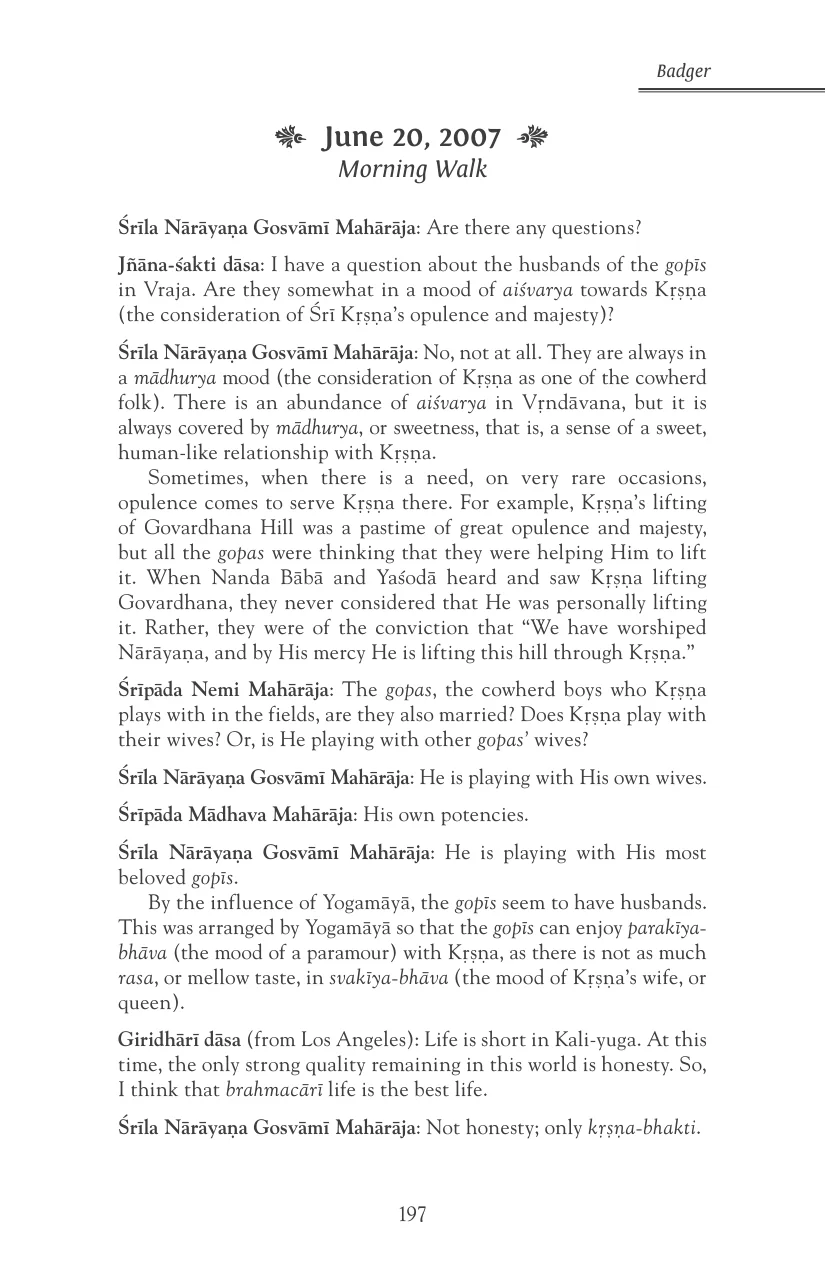 Badger
June 20, 2007
Morning Walk
Śrīla Nārāyaṇa Gosvāmī Mahārāja: Are there any questions?
Jñāna-śakti dāsa: I have a question about the husbands of the gopīs
in Vraja. Are they somewhat in a mood of aiśvarya towards Kṛṣṇa
(the consideration of Śrī Kṛṣṇa’s opulence and majesty)?
Śrīla Nārāyaṇa Gosvāmī Mahārāja: No, not at all. They are always in
a mādhurya mood (the consideration of Kṛṣṇa as one of the cowherd
folk). There is an abundance of aiśvarya in Vṛndāvana, but it is
always covered by mādhurya, or sweetness, that is, a sense of a sweet,
human-like relationship with Kṛṣṇa.
Sometimes, when there is a need, on very rare occasions,
opulence comes to serve Kṛṣṇa there. For example, Kṛṣṇa’s lifting
of Govardhana Hill was a pastime of great opulence and majesty,
but all the gopas were thinking that they were helping Him to lift
it. When Nanda Bābā and Yaśodā heard and saw Kṛṣṇa lifting
Govardhana, they never considered that He was personally lifting
it. Rather, they were of the conviction that “We have worshiped
Nārāyaṇa, and by His mercy He is lifting this hill through Kṛṣṇa.”
Śrīpāda Nemi Mahārāja: The gopas, the cowherd boys who Kṛṣṇa
plays with in the fields, are they also married? Does Kṛṣṇa play with
their wives? Or, is He playing with other gopas’ wives?
Śrīla Nārāyaṇa Gosvāmī Mahārāja: He is playing with His own wives.
Śrīpāda Mādhava Mahārāja: His own potencies.
Śrīla Nārāyaṇa Gosvāmī Mahārāja: He is playing with His most
beloved gopīs.
By the influence of Yogamāyā, the gopīs seem to have husbands.
This was arranged by Yogamāyā so that the gopīs can enjoy parakīya-
bhāva (the mood of a paramour) with Kṛṣṇa, as there is not as much
rasa, or mellow taste, in svakīya-bhāva (the mood of Kṛṣṇa’s wife, or
queen).
Giridhārī dāsa (from Los Angeles): Life is short in Kali-yuga. At this
time, the only strong quality remaining in this world is honesty. So,
I think that brahmacārī life is the best life.
Śrīla Nārāyaṇa Gosvāmī Mahārāja: Not honesty; only kṛṣṇa-bhakti.
197